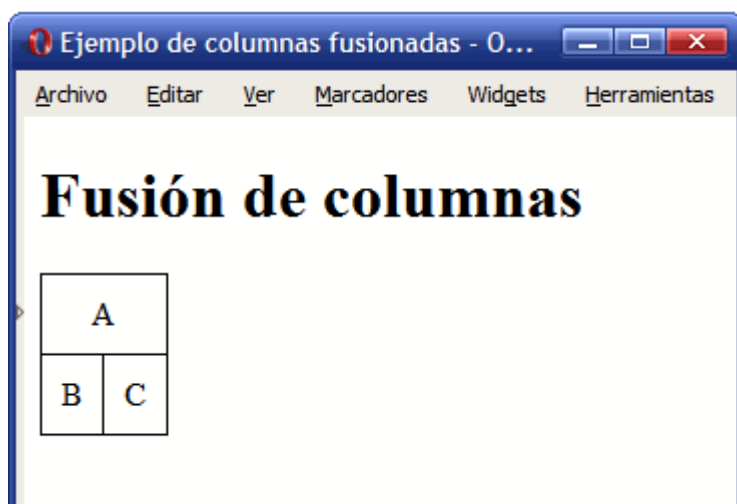 Ejemplo de columnas fusionadas - O...
Archivo Editar Ver Marcadores Widgets Herramientas
Fusión de columnas
A
B C